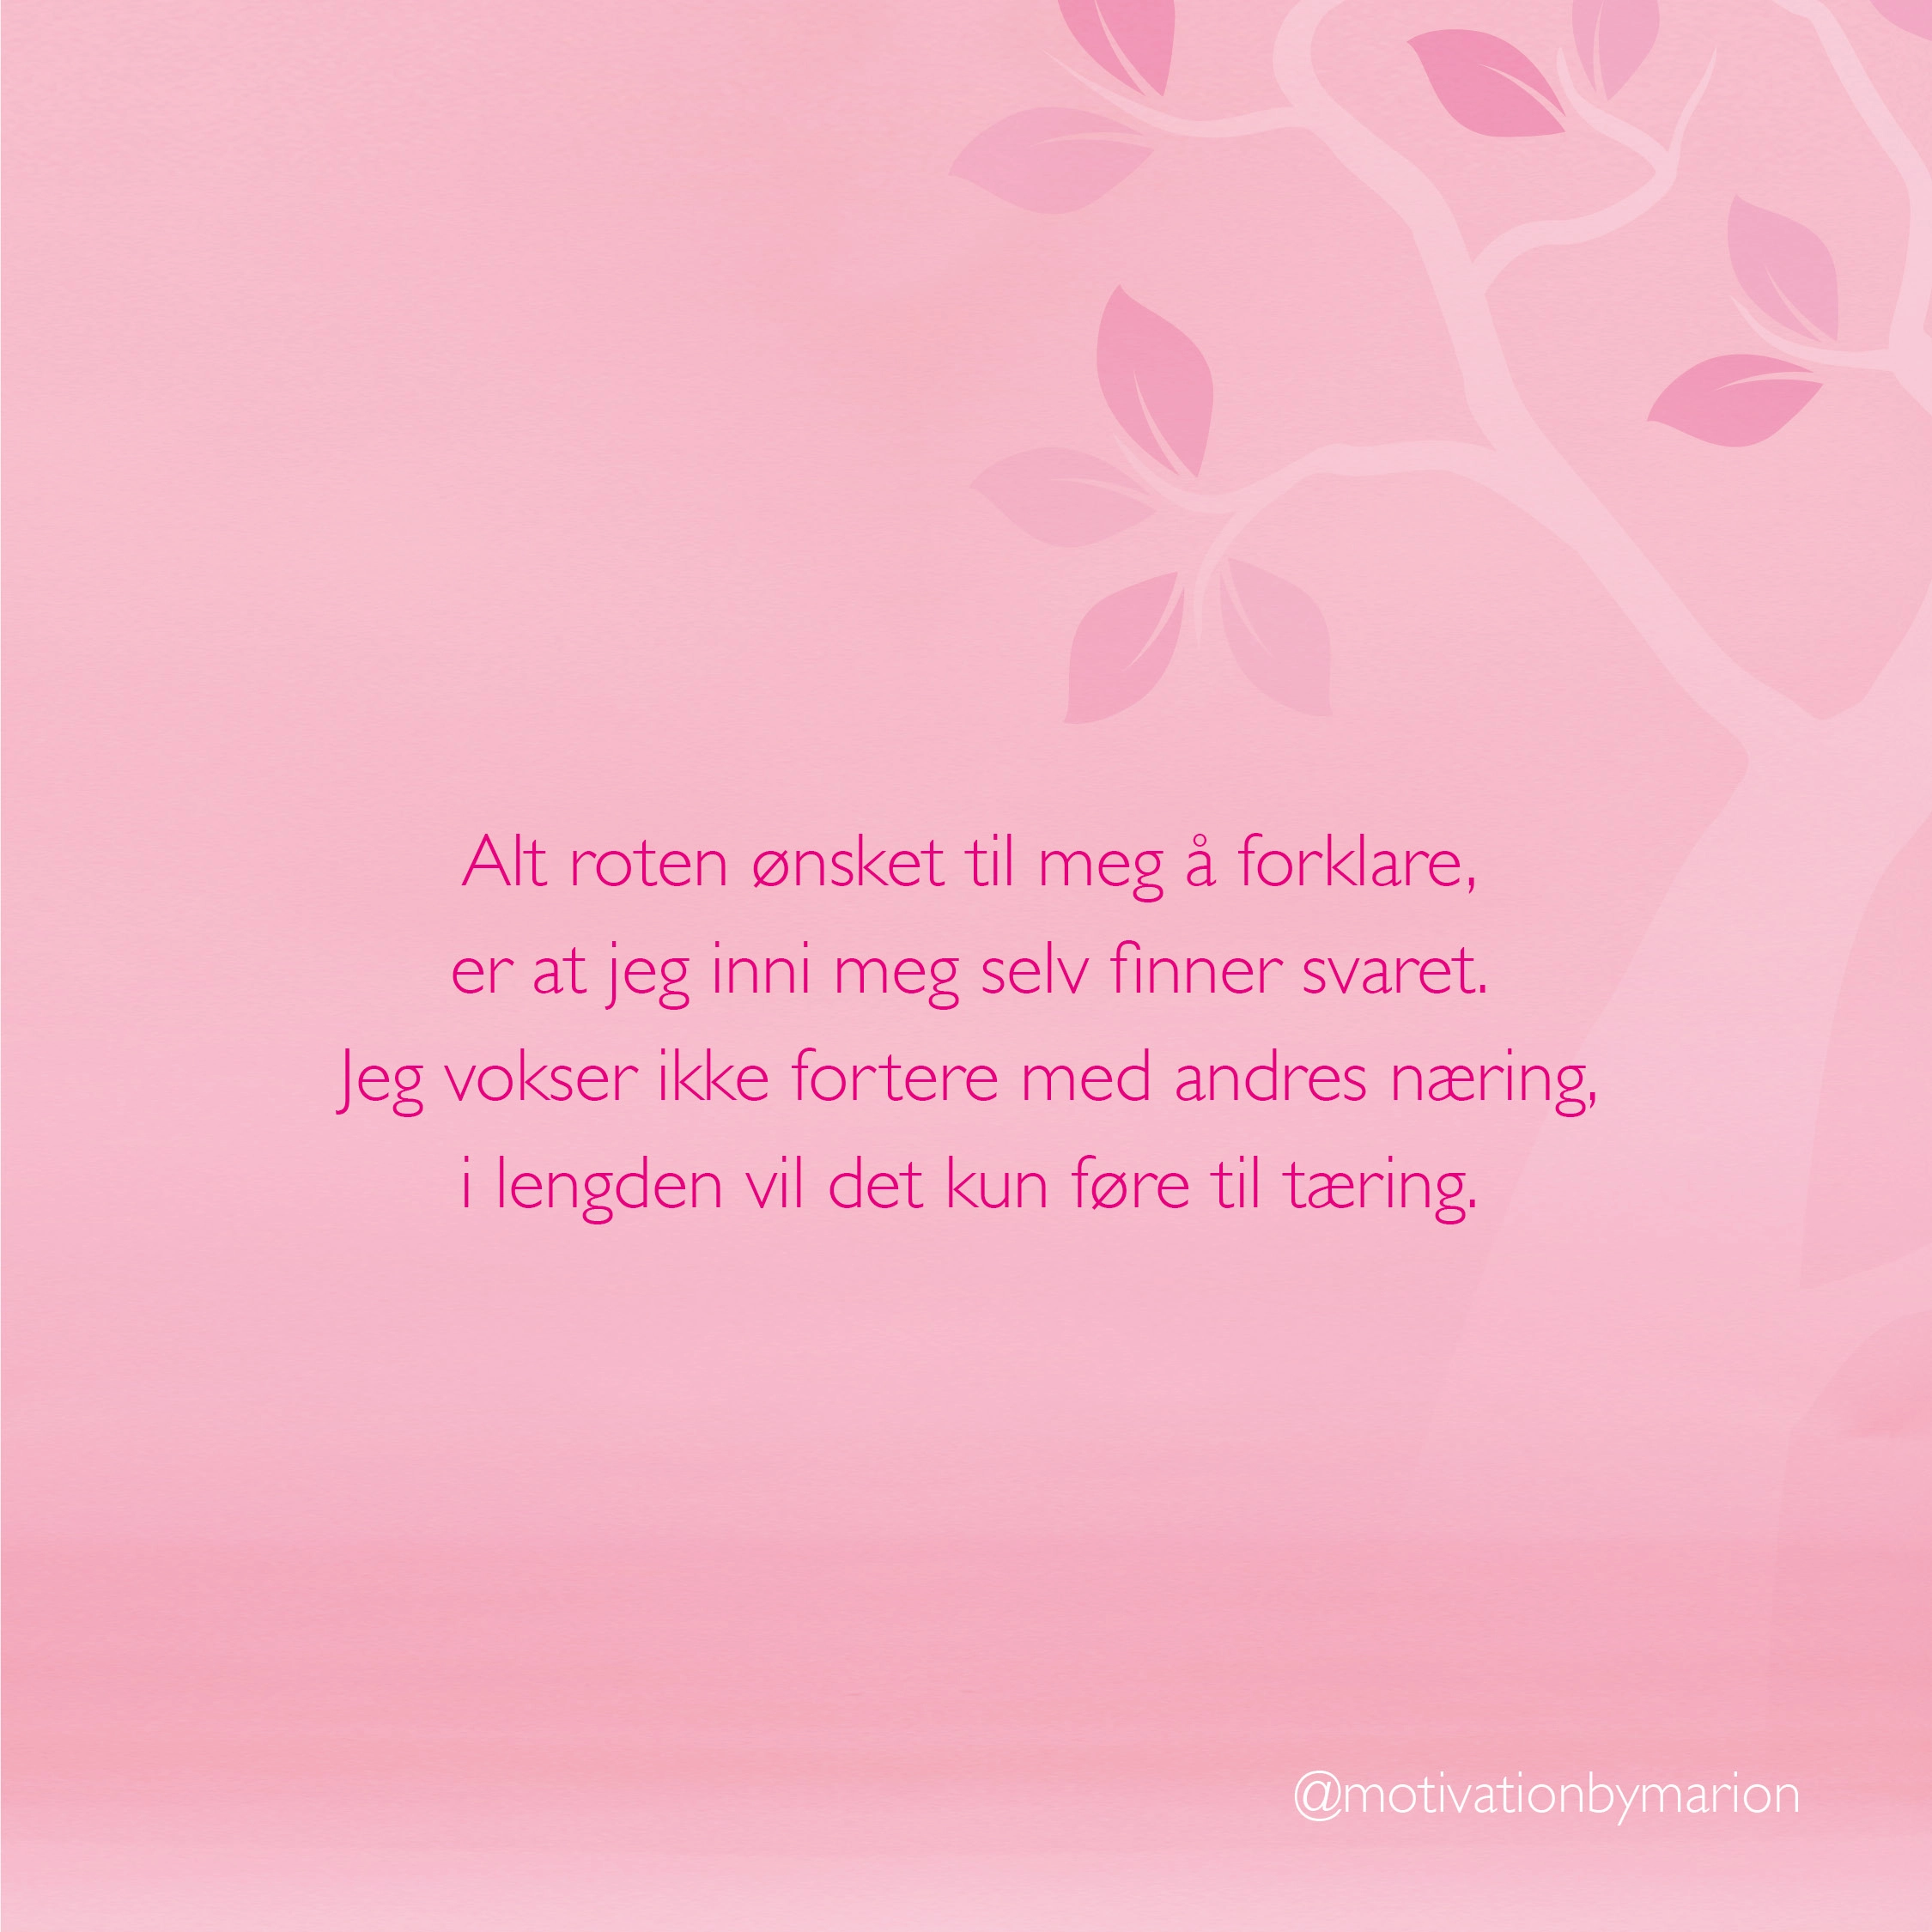 Alt roten ønsket til meg å forklare,
er at jeg inni meg selv finner svaret.
Jeg vokser ikke fortere med andres næring,
i lengden vil det kun føre til tæring.
@motivationbymarion